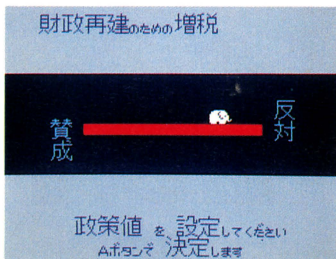 財政再建のための増税
賛成
反対
政策値 を 設定してください
Aボタンで 決定します